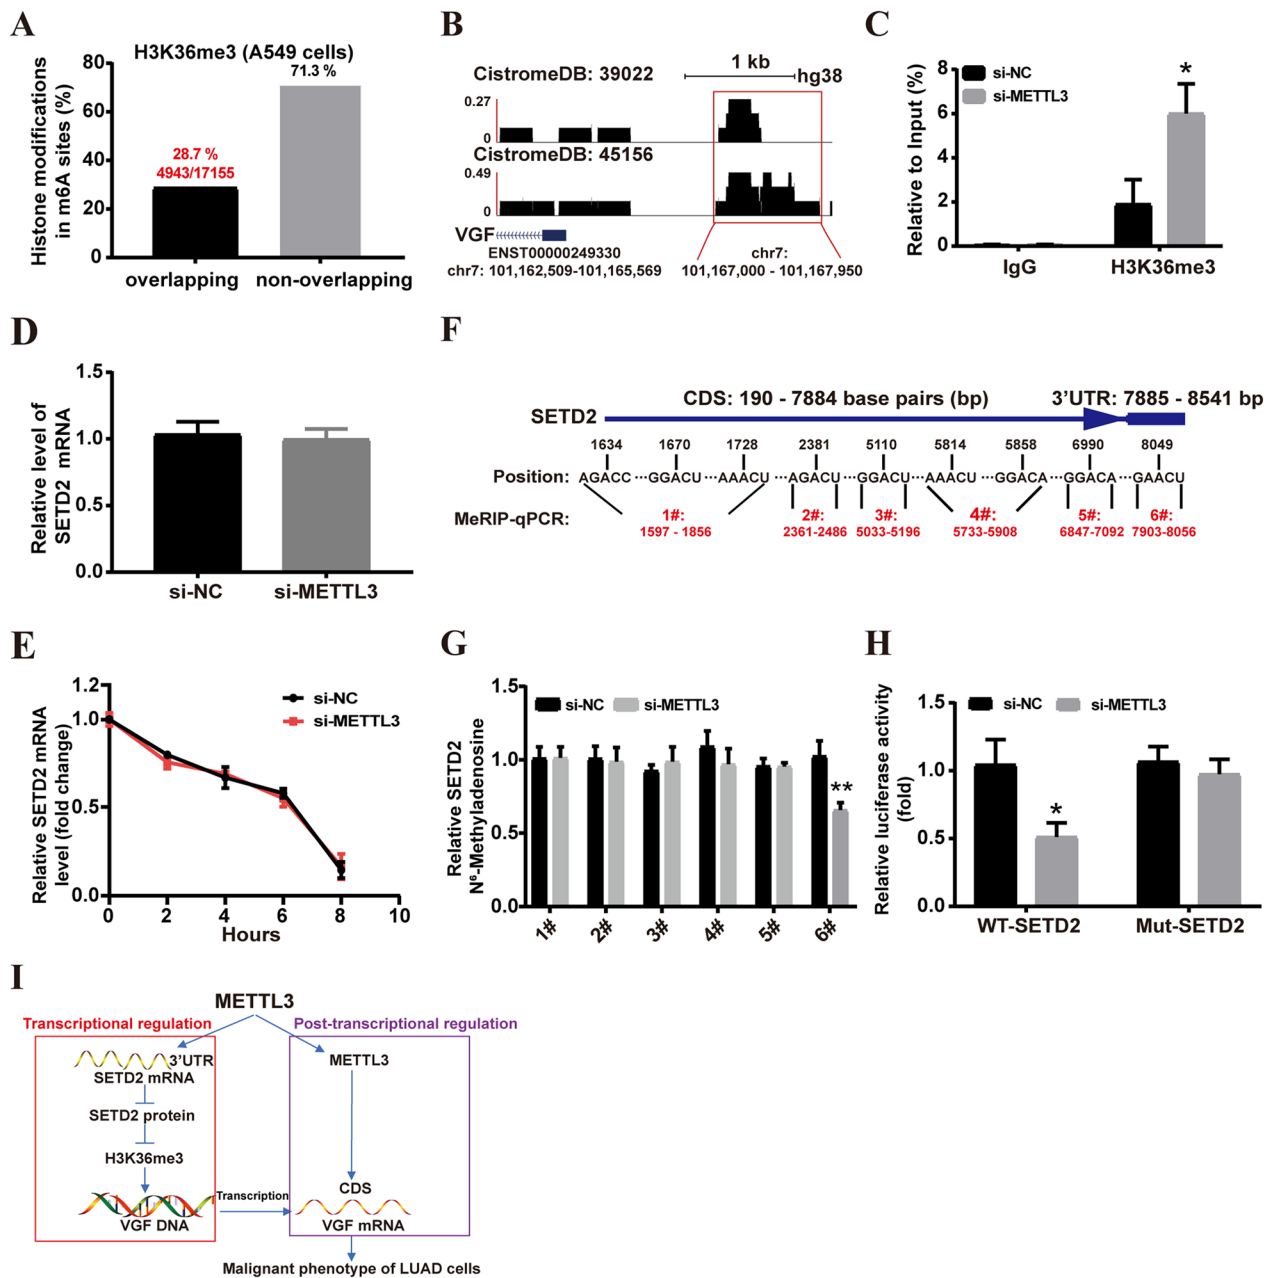 A
H3K36me3 (A549 cells)
Histone modifications
in m6A sites (%)
80
60
40
20
0
71.3 %
28.7 %
4943/17155
overlapping
non-overlapping
B
CistromeDB: 39022
1 kb
hg38
0.27
0
CistromeDB: 45156
0.49
0
VGF
ENST00000249330
chr7: 101,162,509-101,165,569
chr7:
101,167,000 - 101,167,950
C
Relative to Input (%)
8
6
4
2
0
si-NC
si-METTL3
*
IgG
H3K36me3
D
Relative level of
SETD2 mRNA
1.5
1.0
0.5
0.0
si-NC
si-METTL3
F
CDS: 190 - 7884 base pairs (bp)
3'UTR: 7885 - 8541 bp
SETD2
1634 1670 1728 2381 5110 5814 5858 6990 8049
Position: AGACC ··· GGACU ··· AAACU ··· AGACU ··· GGACU ··· AAACU ··· GGACA ··· GGACA ··· GAACU
MeRIP-qPCR: 1#: 2#: 3#: 4#: 5#: 6#:
1597 - 1856 2361-2486 5033-5196 5733-5908 6847-7092 7903-8056
E
Relative SETD2 mRNA
level (fold change)
1.2
1.0
0.5
0.0
si-NC
si-METTL3
0 2 4 6 8 10
Hours
G
Relative SETD2
N⁶-Methyladenosine
1.5
1.0
0.5
0.0
si-NC
si-METTL3
**
1# 2# 3# 4# 5# 6#
H
Relative luciferase activity
(fold)
1.5
1.0
0.5
0.0
si-NC
si-METTL3
*
WT-SETD2
Mut-SETD2
I
METTL3
Transcriptional regulation
Post-transcriptional regulation
3'UTR
SETD2 mRNA
SETD2 protein
H3K36me3
VGF DNA
Transcription
METTL3
CDS
VGF mRNA
Malignant phenotype of LUAD cells